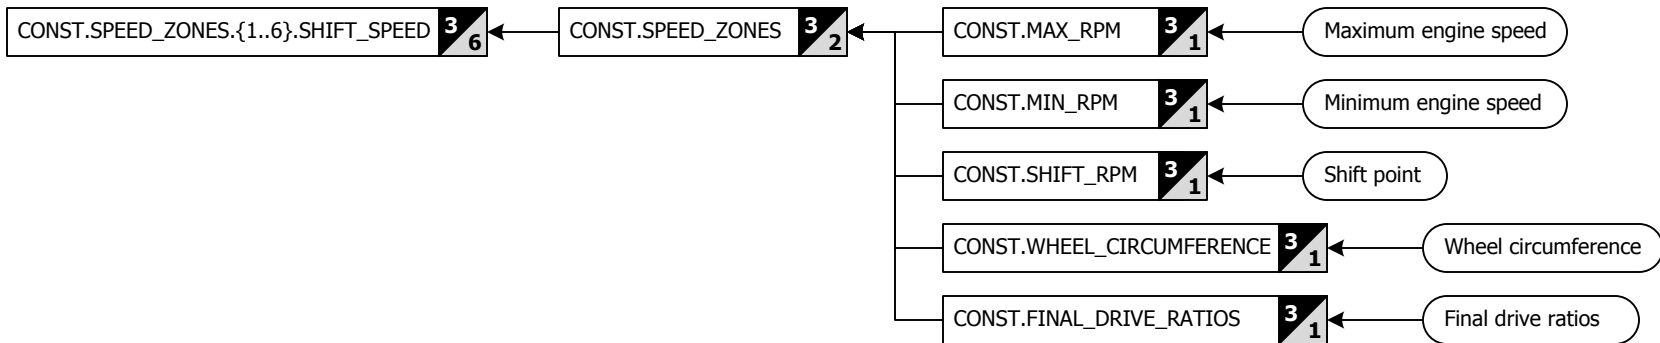 CONST.SPEED_ZONES.{1..6}.SHIFT_SPEED 3 6
CONST.SPEED_ZONES 3 2
CONST.MAX_RPM 3 1
Maximum engine speed
CONST.MIN_RPM 3 1
Minimum engine speed
CONST.SHIFT_RPM 3 1
Shift point
CONST.WHEEL_CIRCUMFERENCE 3 1
Wheel circumference
CONST.FINAL_DRIVE_RATIOS 3 1
Final drive ratios